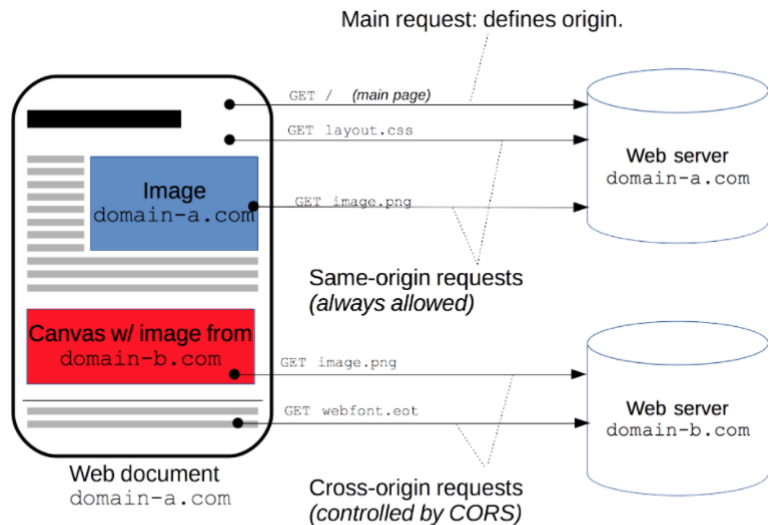 Main request: defines origin.
GET / (main page)
GET layout.css
Image
domain-a.com
GET image.png
Web server
domain-a.com
Same-origin requests
(always allowed)
Canvas w/ image from
domain-b.com
GET image.png
GET webfont.eot
Web server
domain-b.com
Web document
domain-a.com
Cross-origin requests
(controlled by CORS)